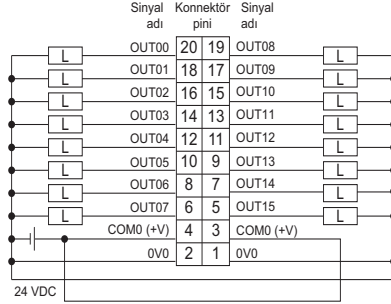 Sinyal adı Konnektör pini Sinyal adı
L OUT00 20 19 OUT08 L
L OUT01 18 17 OUT09 L
L OUT02 16 15 OUT10 L
L OUT03 14 13 OUT11 L
L OUT04 12 11 OUT12 L
L OUT05 10 9 OUT13 L
L OUT06 8 7 OUT14 L
L OUT07 6 5 OUT15 L
COM0 (+V) 4 3 COM0 (+V)
0V0 2 1 0V0
24 VDC